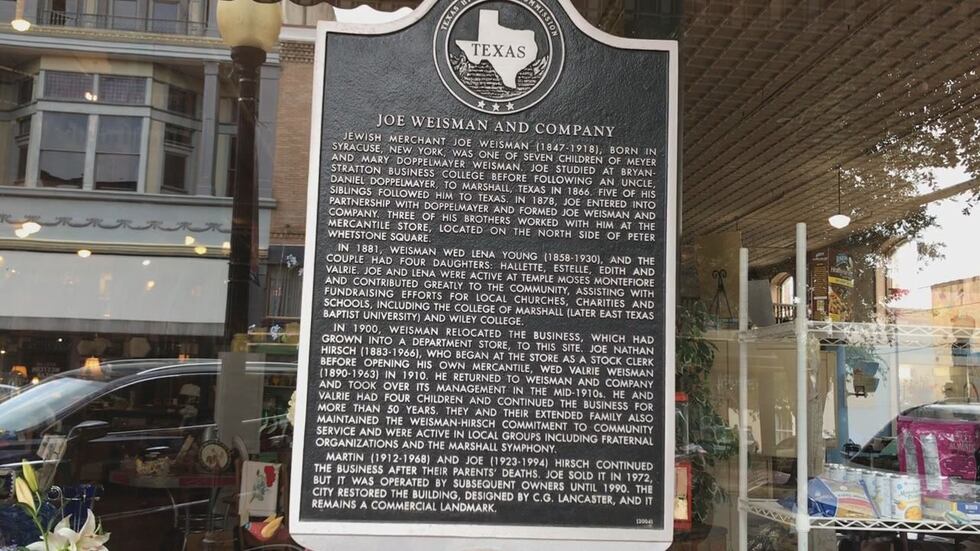 TEXAS
JOE WEISMAN AND COMPANY
JEWISH MERCHANT JOE WEISMAN (1847-1918), BORN IN
SYRACUSE, NEW YORK, WAS ONE OF SEVEN CHILDREN OF MEYER
AND MARY DOPPELMAYER WEISMAN. JOE STUDIED AT BRYAN-
STRATTON BUSINESS COLLEGE BEFORE FOLLOWING AN UNCLE,
DANIEL DOPPELMAYER, TO MARSHALL, TEXAS IN 1866. FIVE OF HIS
SIBLINGS FOLLOWED HIM TO TEXAS. IN 1878, JOE ENTERED INTO
PARTNERSHIP WITH DOPPELMAYER AND FORMED JOE WEISMAN AND
COMPANY. THREE OF HIS BROTHERS WORKED WITH HIM AT THE
MERCANTILE STORE, LOCATED ON THE NORTH SIDE OF PETER
WHETSTONE SQUARE.
IN 1881, WEISMAN WED LENA YOUNG (1858-1930), AND THE
COUPLE HAD FOUR DAUGHTERS: HALLETTE, ESTELLE, EDITH AND
VALRIE. JOE AND LENA WERE ACTIVE AT TEMPLE MOSES MONTEFIORE
AND CONTRIBUTED GREATLY TO THE COMMUNITY, ASSISTING WITH
FUNDRAISING EFFORTS FOR LOCAL CHURCHES, CHARITIES AND
SCHOOLS, INCLUDING THE COLLEGE OF MARSHALL (LATER EAST TEXAS
BAPTIST UNIVERSITY) AND WILEY COLLEGE.
IN 1900, WEISMAN RELOCATED THE BUSINESS, WHICH HAD
GROWN INTO A DEPARTMENT STORE, TO THIS SITE. JOE NATHAN
HIRSCH (1883-1966), WHO BEGAN AT THE STORE AS A STOCK CLERK
BEFORE OPENING HIS OWN MERCANTILE, WED VALRIE WEISMAN
(1890-1963) IN 1910. HE RETURNED TO WEISMAN AND COMPANY
AND TOOK OVER ITS MANAGEMENT IN THE MID-1910s. HE AND
VALRIE HAD FOUR CHILDREN AND CONTINUED THE BUSINESS FOR
MORE THAN 50 YEARS. THEY AND THEIR EXTENDED FAMILY ALSO
MAINTAINED THE WEISMAN-HIRSCH COMMITMENT TO COMMUNITY
SERVICE AND WERE ACTIVE IN LOCAL GROUPS INCLUDING FRATERNAL
ORGANIZATIONS AND THE MARSHALL SYMPHONY.
MARTIN (1912-1968) AND JOE (1923-1994) HIRSCH CONTINUED
THE BUSINESS AFTER THEIR PARENTS' DEATHS. JOE SOLD IT IN 1972,
BUT IT WAS OPERATED BY SUBSEQUENT OWNERS UNTIL 1990. THE
CITY RESTORED THE BUILDING, DESIGNED BY C.G. LANCASTER, AND IT
REMAINS A COMMERCIAL LANDMARK.
(2004)